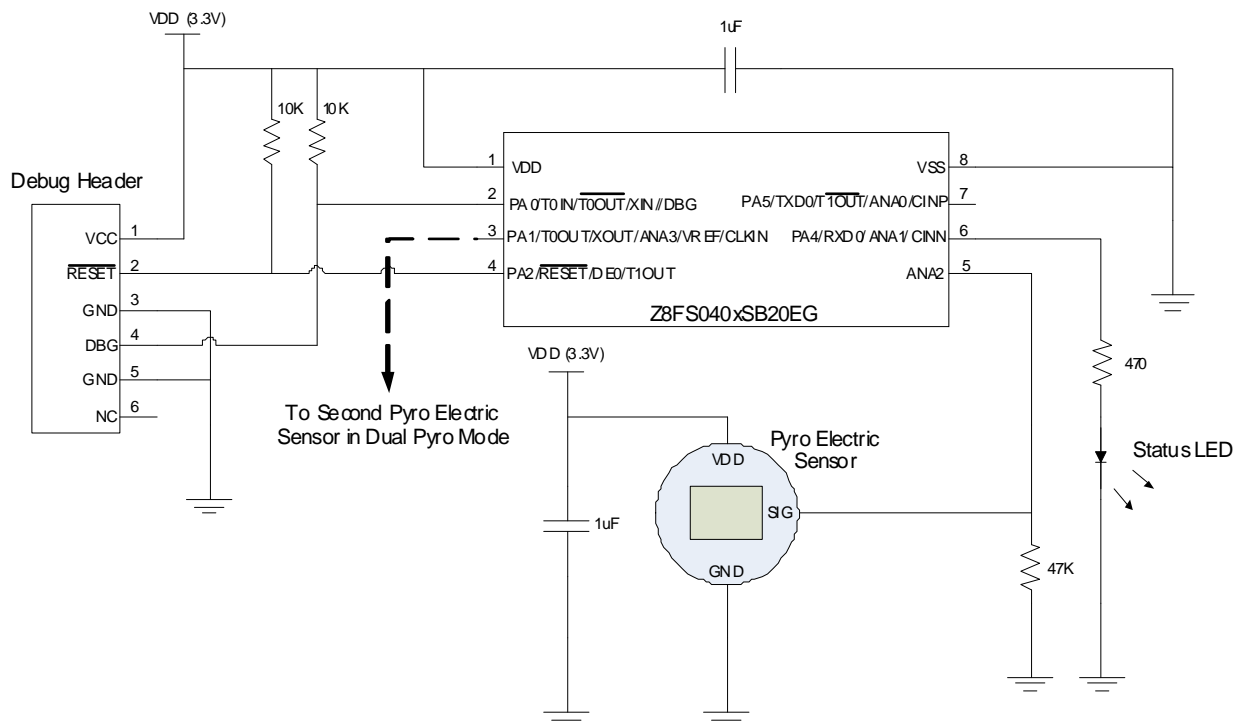 VDD (3.3V)
1uF
10K
10K
Debug Header
VCC 1
RESET 2
GND 3
DBG 4
GND 5
NC 6
1 VDD
2 PA0/T0IN/T0OUT/XIN//DBG
3 PA1/T0OUT/XOUT/ANA3/VREF/CLKIN
4 PA2/RESET/DE0/T1OUT
VSS 8
PA5/TXD0/T1OUT/ANA0/CINP 7
PA4/RXD0/ANA1/CINN 6
ANA2 5
Z8FS040xSB20EG
To Second Pyro Electric
Sensor in Dual Pyro Mode
VDD (3.3V)
1uF
Pyro Electric
Sensor
VDD
SIG
GND
470
Status LED
47K